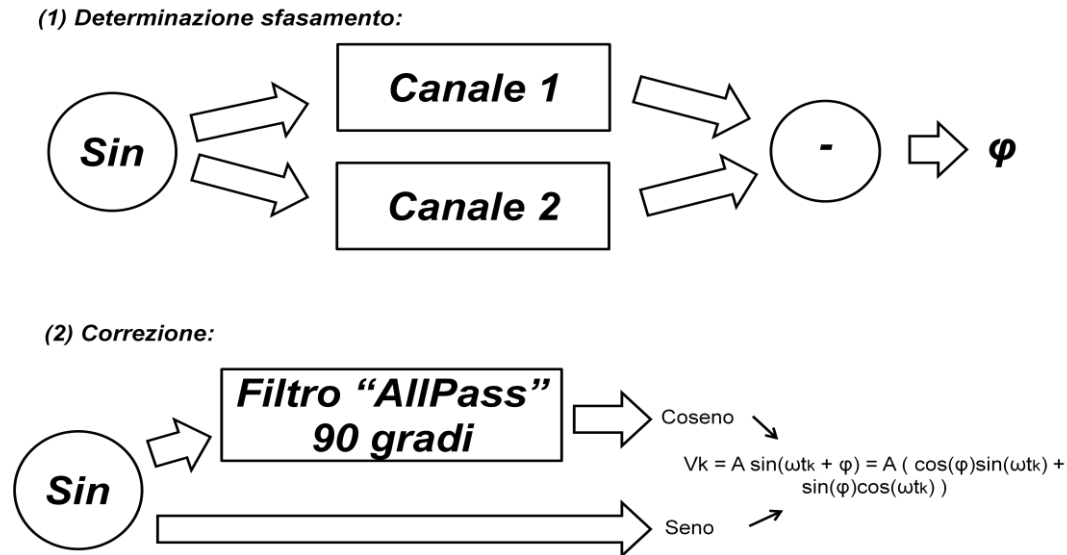 (1) Determinazione sfasamento:
Canale 1
Sin
-
φ
Canale 2
(2) Correzione:
Filtro “AllPass”
90 gradi
Coseno
Sin
Vk = A sin(ωtk + φ) = A ( cos(φ)sin(ωtk) +
sin(φ)cos(ωtk) )
Seno